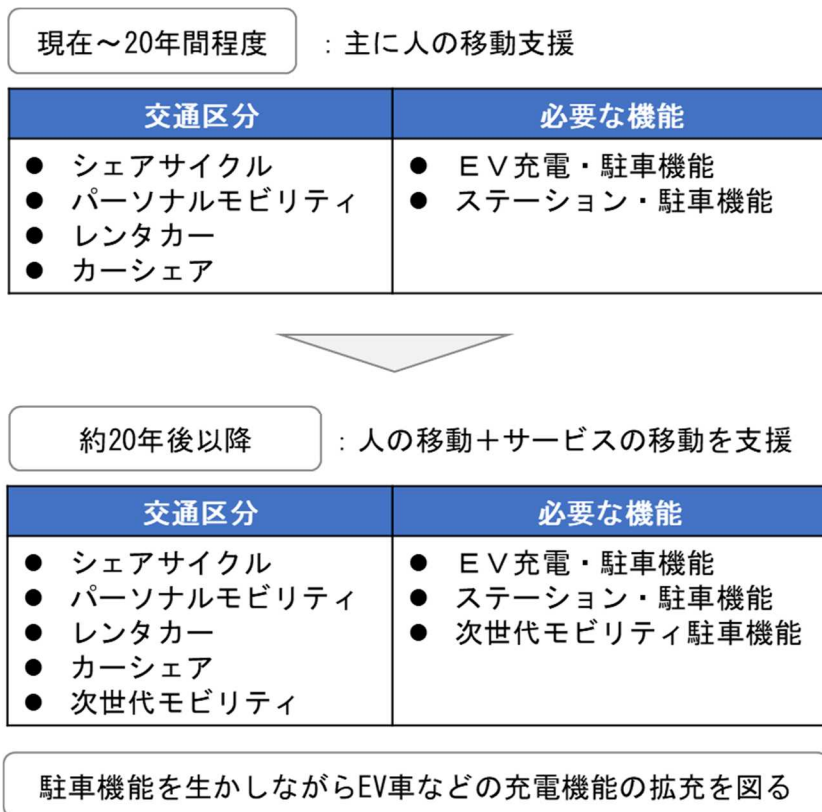 現在～20年間程度 ：主に人の移動支援
交通区分 必要な機能
● シェアサイクル ● ＥＶ充電・駐車機能
● パーソナルモビリティ ● ステーション・駐車機能
● レンタカー
● カーシェア
約20年後以降 ：人の移動＋サービスの移動を支援
交通区分 必要な機能
● シェアサイクル ● ＥＶ充電・駐車機能
● パーソナルモビリティ ● ステーション・駐車機能
● レンタカー ● 次世代モビリティ駐車機能
● カーシェア
● 次世代モビリティ
駐車機能を生かしながらEV車などの充電機能の拡充を図る